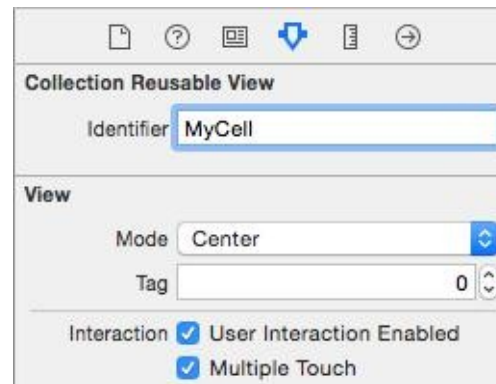 Collection Reusable View
Identifier MyCell
View
Mode Center
Tag 0
Interaction User Interaction Enabled
Multiple Touch